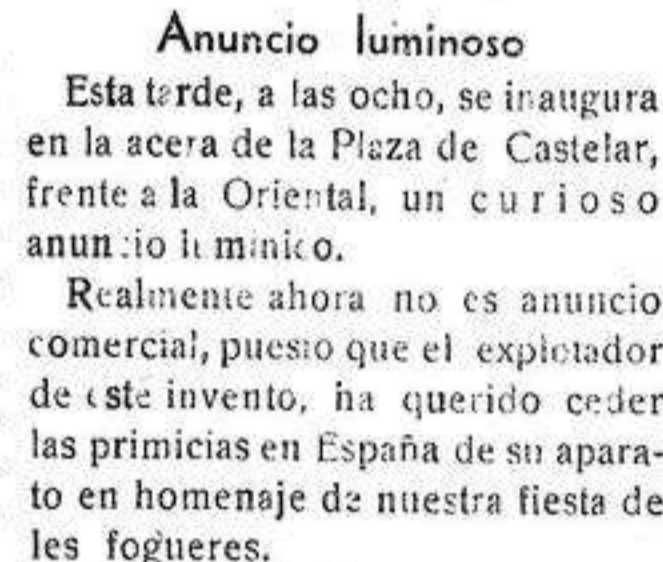 Anuncio luminoso
Esta tarde, a las ocho, se inaugura
en la acera de la Plaza de Castelar,
frente a la Oriental, un curioso
anuncio lumínico.
Realmente ahora no es anuncio
comercial, puesto que el explotador
de este invento, ha querido ceder
las primicias en España de su apara-
to en homenaje de nuestra fiesta de
les fogueres.